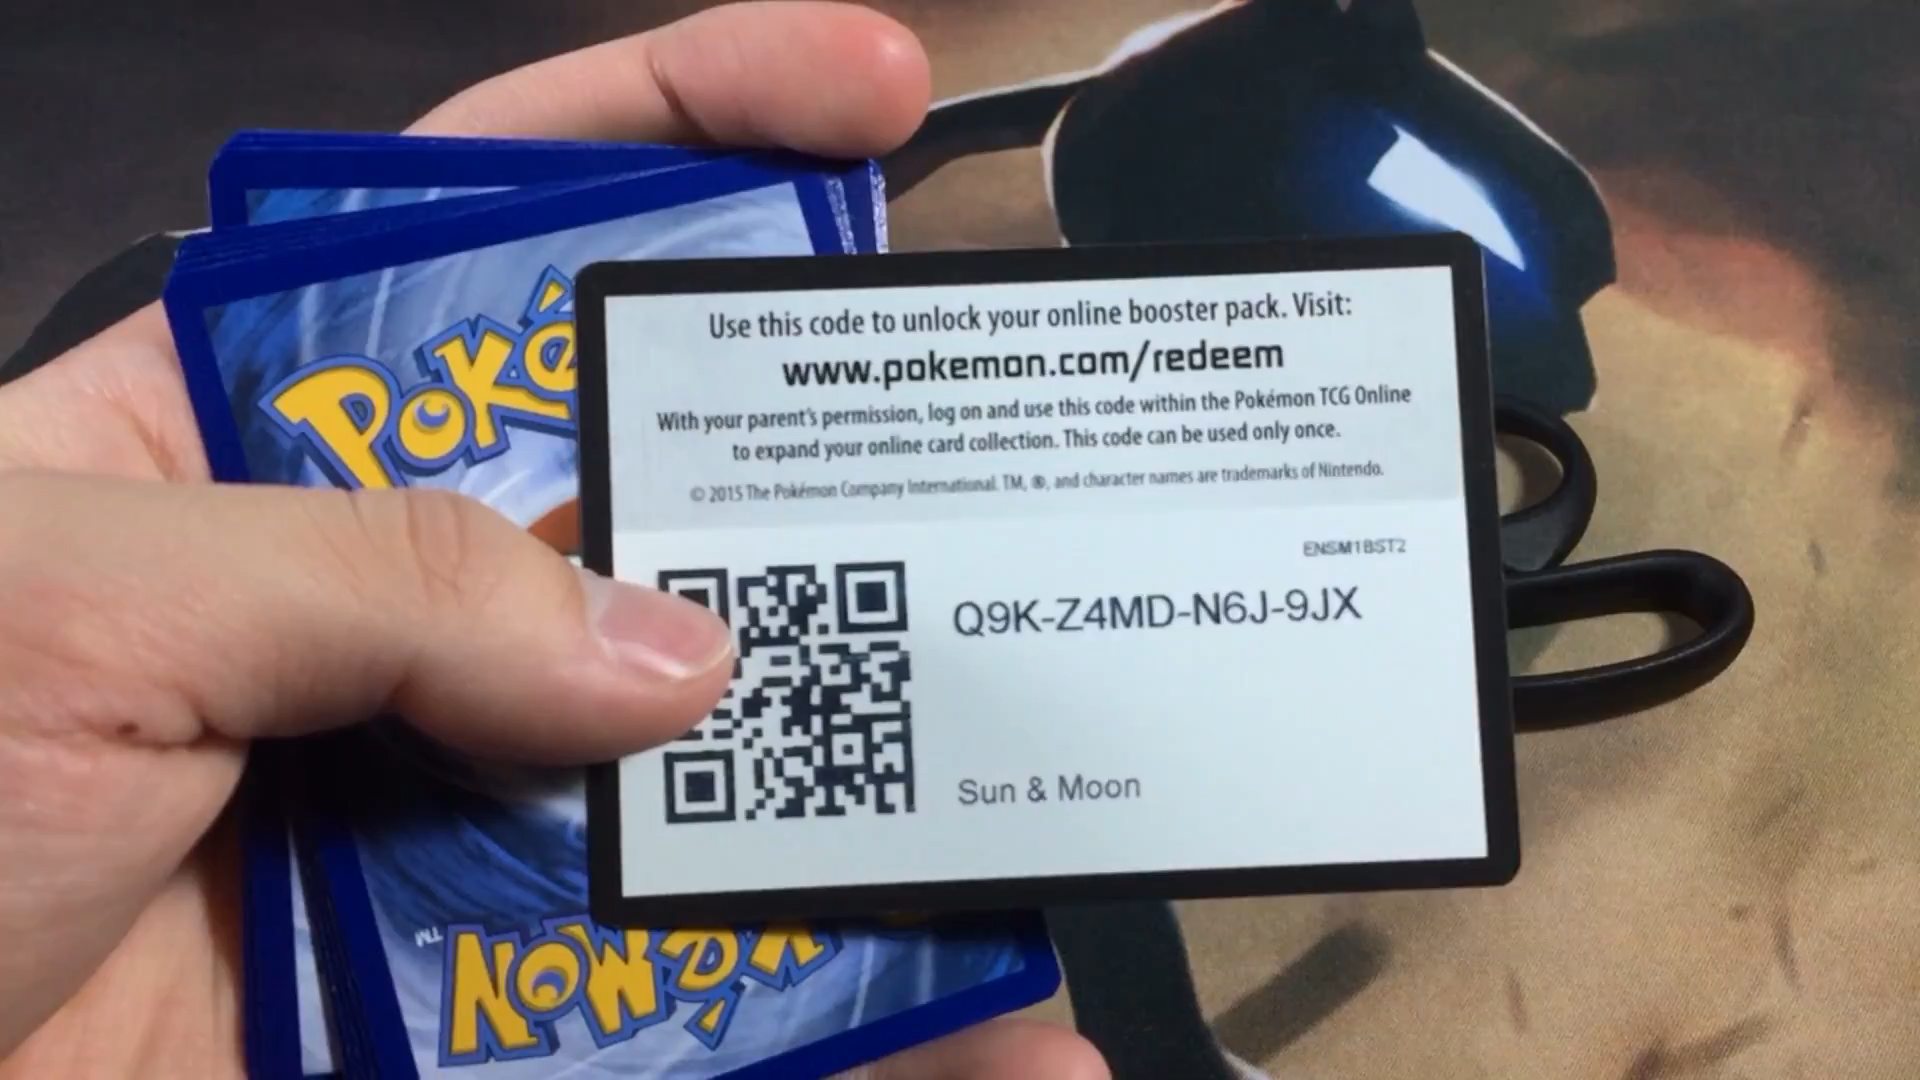 Use this code to unlock your online booster pack. Visit:
www.pokemon.com/redeem
With your parent's permission, log on and use this code within the Pokémon TCG Online
to expand your online card collection. This code can be used only once.
© 2015 The Pokémon Company International. TM, ®, and character names are trademarks of Nintendo.
ENSM1BST2
Q9K-Z4MD-N6J-9JX
Sun & Moon
Poké
TM